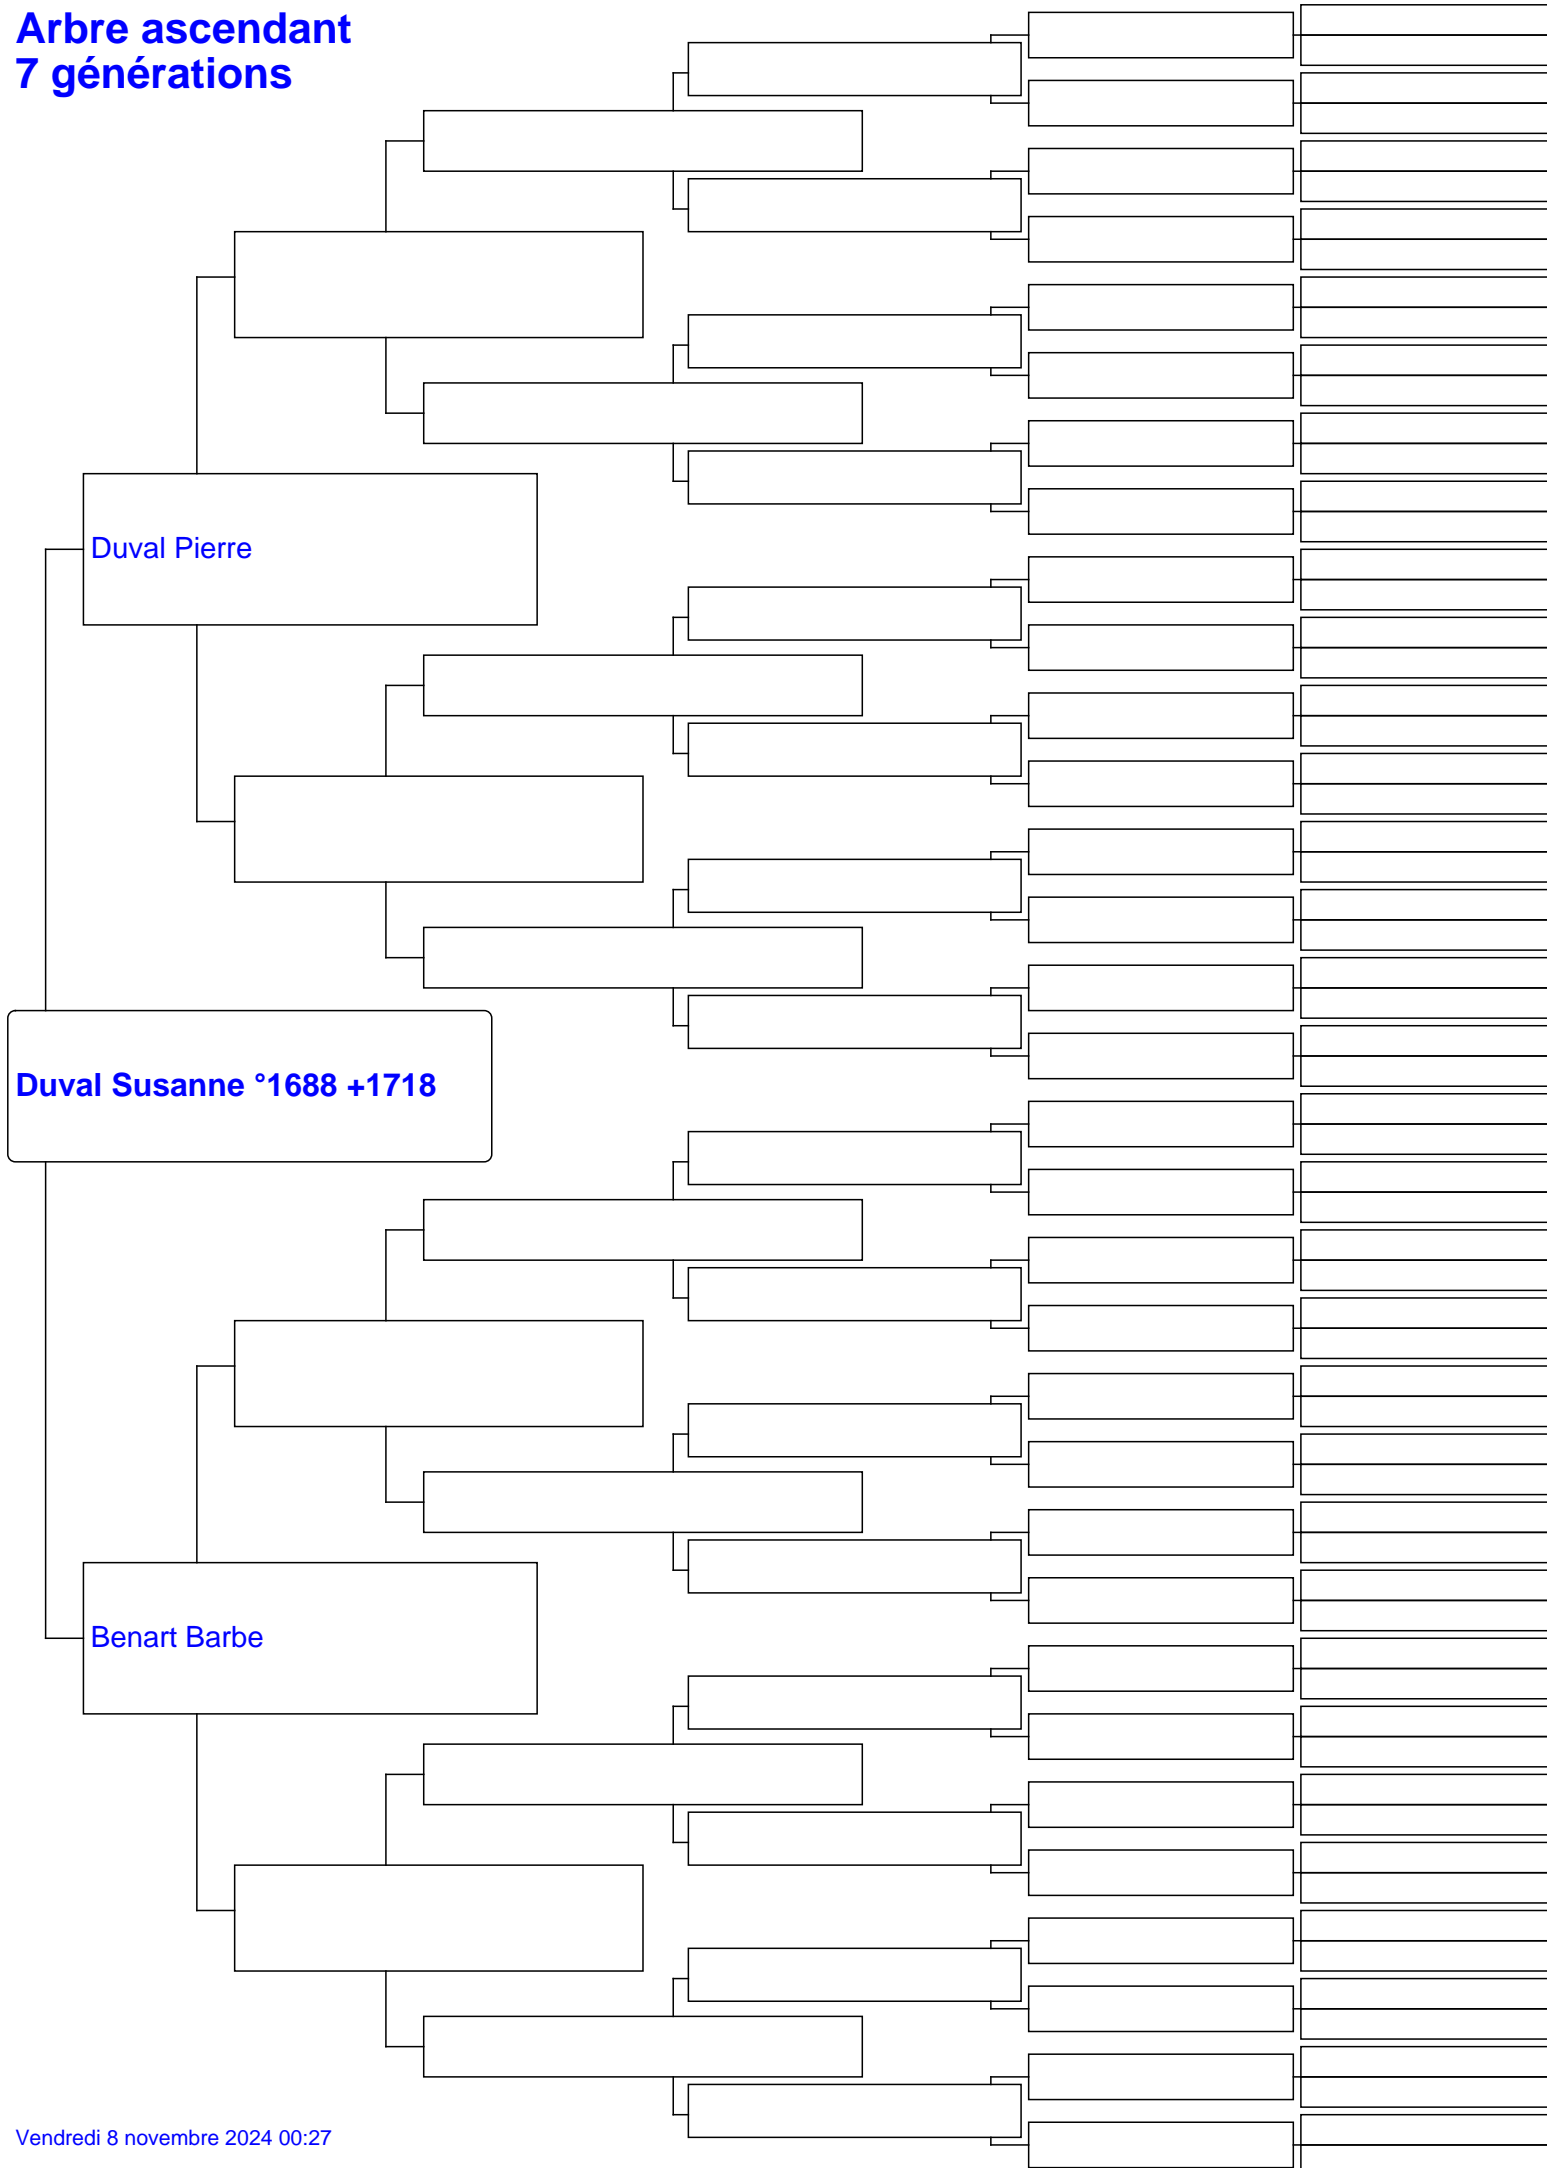 Arbre ascendant
7 générations
Duval Pierre
Duval Susanne °1688 +1718
Benart Barbe
Vendredi 8 novembre 2024 00:27